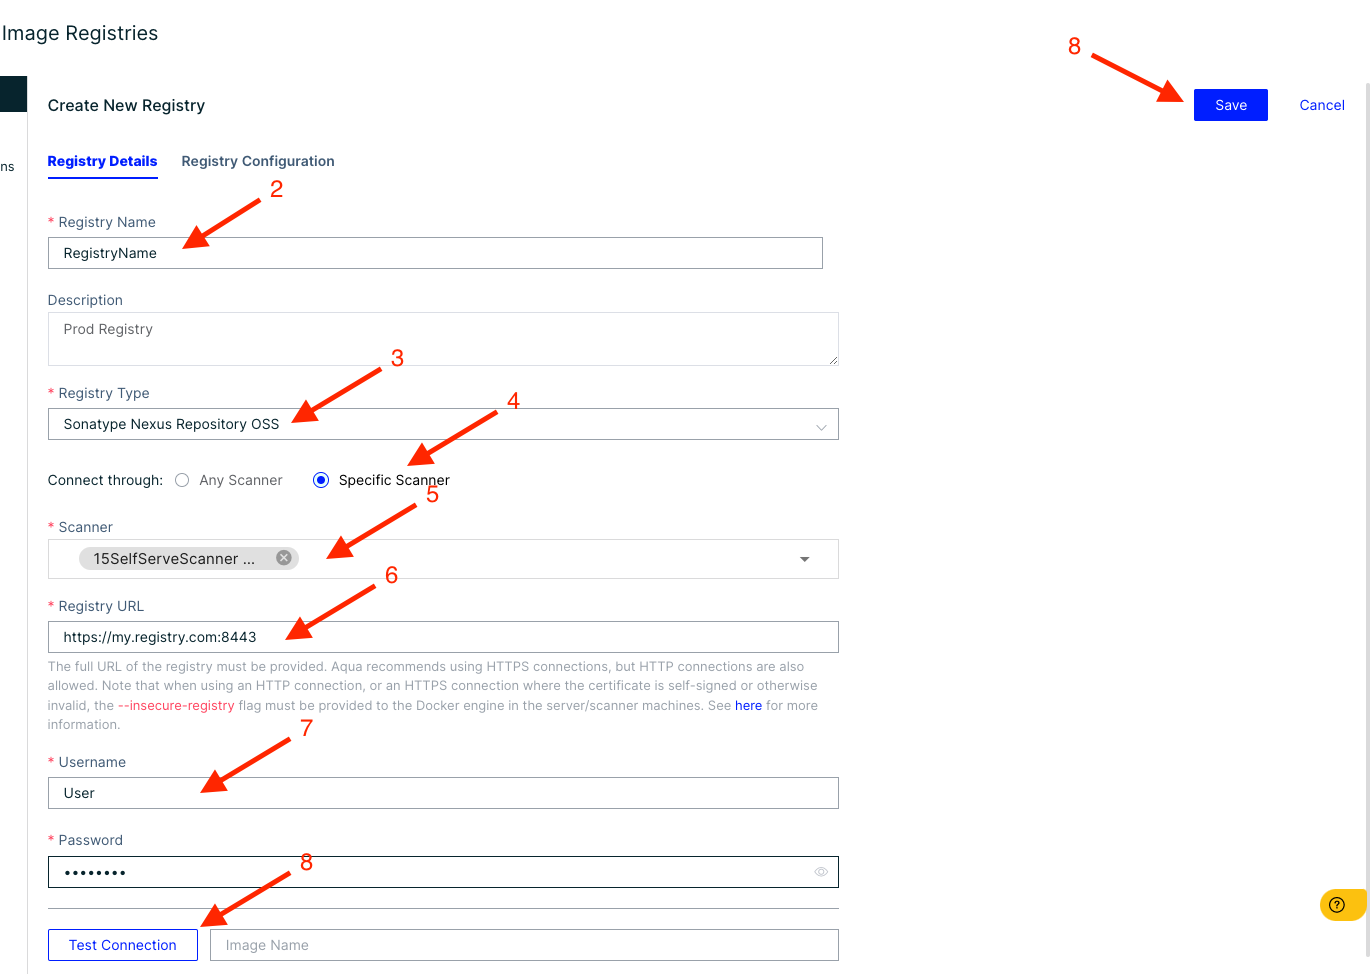 Image Registries
8
Create New Registry
Save
Cancel
ns
Registry Details
Registry Configuration
2
* Registry Name
RegistryName
Description
Prod Registry
3
* Registry Type
4
Sonatype Nexus Repository OSS
Connect through:
Any Scanner
Specific Scanner
5
* Scanner
15SelfServeScanner ...
6
* Registry URL
https://my.registry.com:8443
The full URL of the registry must be provided. Aqua recommends using HTTPS connections, but HTTP connections are also
allowed. Note that when using an HTTP connection, or an HTTPS connection where the certificate is self-signed or otherwise
invalid, the --insecure-registry flag must be provided to the Docker engine in the server/scanner machines. See here for more
information.
7
* Username
User
* Password
••••••••
8
Test Connection
Image Name